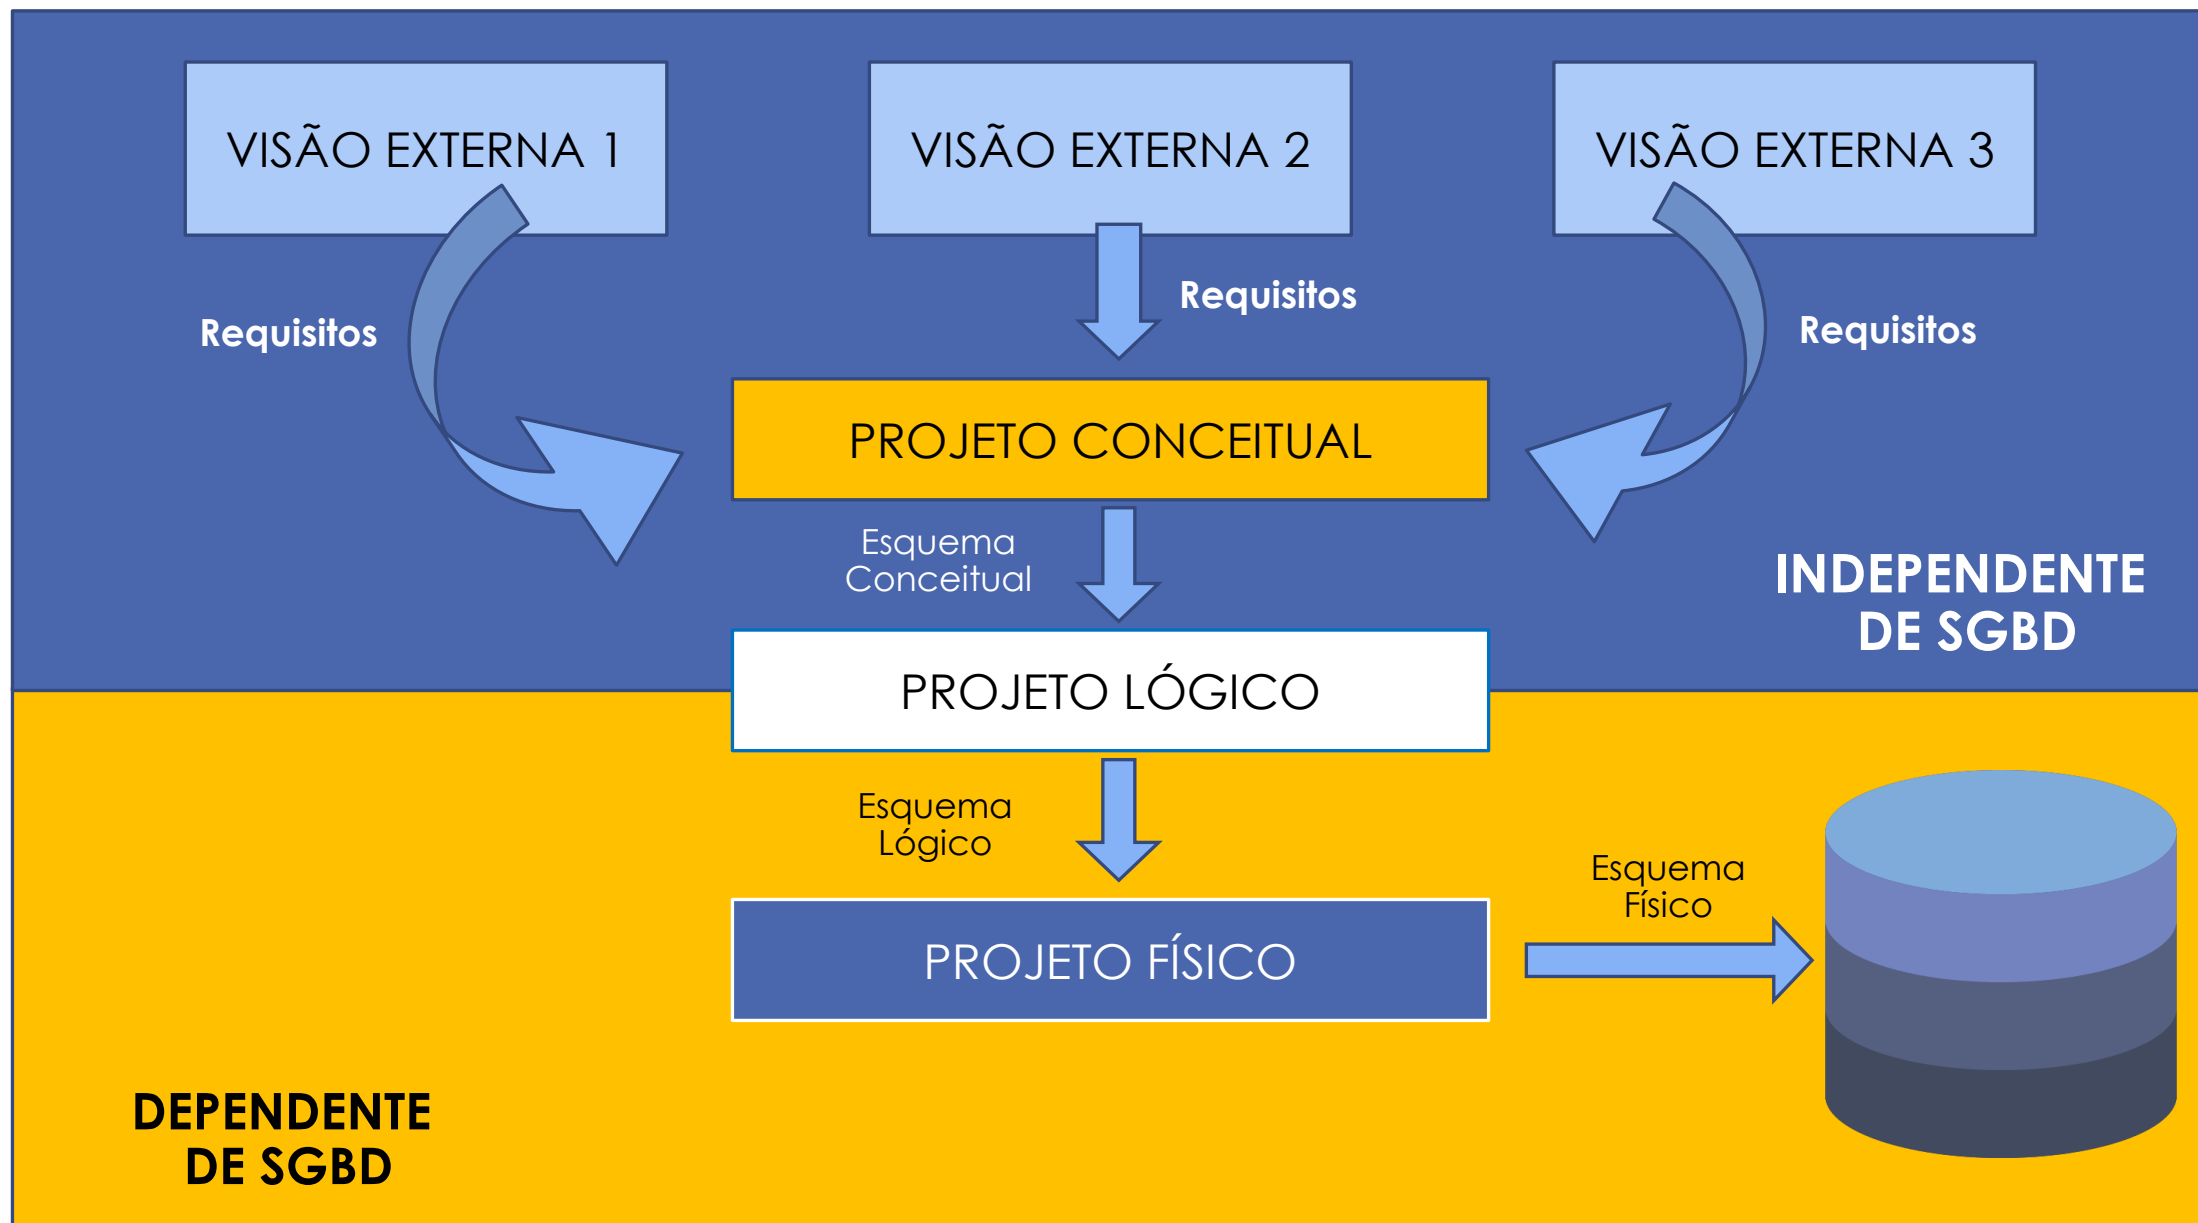 VISÃO EXTERNA 1
VISÃO EXTERNA 2
VISÃO EXTERNA 3
Requisitos
Requisitos
Requisitos
PROJETO CONCEITUAL
Esquema
Conceitual
INDEPENDENTE
DE SGBD
PROJETO LÓGICO
Esquema
Lógico
Esquema
Físico
PROJETO FÍSICO
DEPENDENTE
DE SGBD